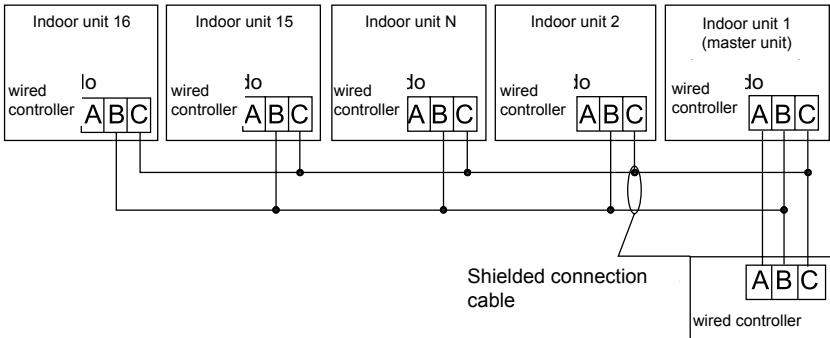 Indoor unit 16
Indoor unit 15
Indoor unit N
Indoor unit 2
Indoor unit 1
(master unit)
wired
controller
A B C
wired
controller
A B C
wired
controller
A B C
wired
controller
A B C
wired
controller
A B C
Shielded connection
cable
A B C
wired controller